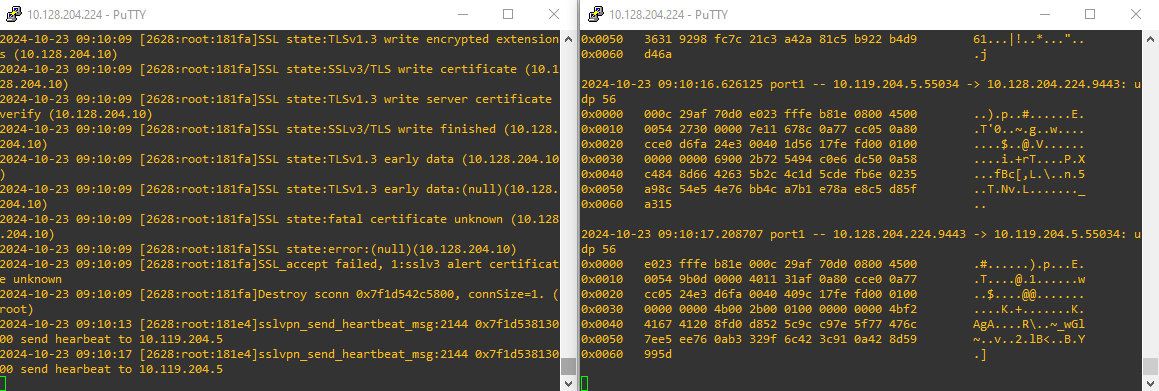 10.128.204.224 - PuTTY
2024-10-23 09:10:09 [2628:root:181fa]SSL state:TLSv1.3 write encrypted extension
s (10.128.204.10)
2024-10-23 09:10:09 [2628:root:181fa]SSL state:SSLv3/TLS write certificate (10.1
28.204.10)
2024-10-23 09:10:09 [2628:root:181fa]SSL state:TLSv1.3 write server certificate
verify (10.128.204.10)
2024-10-23 09:10:09 [2628:root:181fa]SSL state:SSLv3/TLS write finished (10.128.
204.10)
2024-10-23 09:10:09 [2628:root:181fa]SSL state:TLSv1.3 early data (10.128.204.10
)
2024-10-23 09:10:09 [2628:root:181fa]SSL state:TLSv1.3 early data:(null)(10.128.
204.10)
2024-10-23 09:10:09 [2628:root:181fa]SSL state:fatal certificate unknown (10.128
.204.10)
2024-10-23 09:10:09 [2628:root:181fa]SSL state:error:(null)(10.128.204.10)
2024-10-23 09:10:09 [2628:root:181fa]SSL_accept failed, 1:sslv3 alert certificat
e unknown
2024-10-23 09:10:09 [2628:root:181fa]Destroy sconn 0x7f1d542c5800, connSize=1. (
root)
2024-10-23 09:10:13 [2628:root:181e4]sslvpn_send_heartbeat_msg:2144 0x7f1d538130
00 send hearbeat to 10.119.204.5
2024-10-23 09:10:17 [2628:root:181e4]sslvpn_send_heartbeat_msg:2144 0x7f1d538130
00 send hearbeat to 10.119.204.5
10.128.204.224 - PuTTY
0x0050 3631 9298 fc7c 21c3 a42a 81c5 b922 b4d9 61...|!..*..."..
0x0060 d46a .j
2024-10-23 09:10:16.626125 port1 -- 10.119.204.5.55034 -> 10.128.204.224.9443: u
dp 56
0x0000 000c 29af 70d0 e023 fffe b81e 0800 4500 ..).p..#......E.
0x0010 0054 2730 0000 7e11 678c 0a77 cc05 0a80 .T'0..~.g..w....
0x0020 cce0 d6fa 24e3 0040 1d56 17fe fd00 0100 ....$..@.V......
0x0030 0000 0000 6900 2b72 5494 c0e6 dc50 0a58 ....i.+rT....P.X
0x0040 c484 8d66 4263 5b2c 4c1d 5cde fb6e 0235 ...fBc[,L.\..n.5
0x0050 a98c 54e5 4e76 bb4c a7b1 e78a e8c5 d85f ..T.Nv.L......._
0x0060 a315 ..
2024-10-23 09:10:17.208707 port1 -- 10.128.204.224.9443 -> 10.119.204.5.55034: u
dp 56
0x0000 e023 fffe b81e 000c 29af 70d0 0800 4500 .#......).p...E.
0x0010 0054 9b0d 0000 4011 31af 0a80 cce0 0a77 .T....@.1......w
0x0020 cc05 24e3 d6fa 0040 409c 17fe fd00 0100 ..$....@@.......
0x0030 0000 0000 4b00 2b00 0100 0000 0000 4bf2 ....K.+.......K.
0x0040 4167 4120 8fd0 d852 5c9c c97e 5f77 476c AgA ...R\..~_wGl
0x0050 7ee5 ee76 0ab3 329f 6c42 3c91 0a42 8d59 ~..v..2.lB<..B.Y
0x0060 995d .]